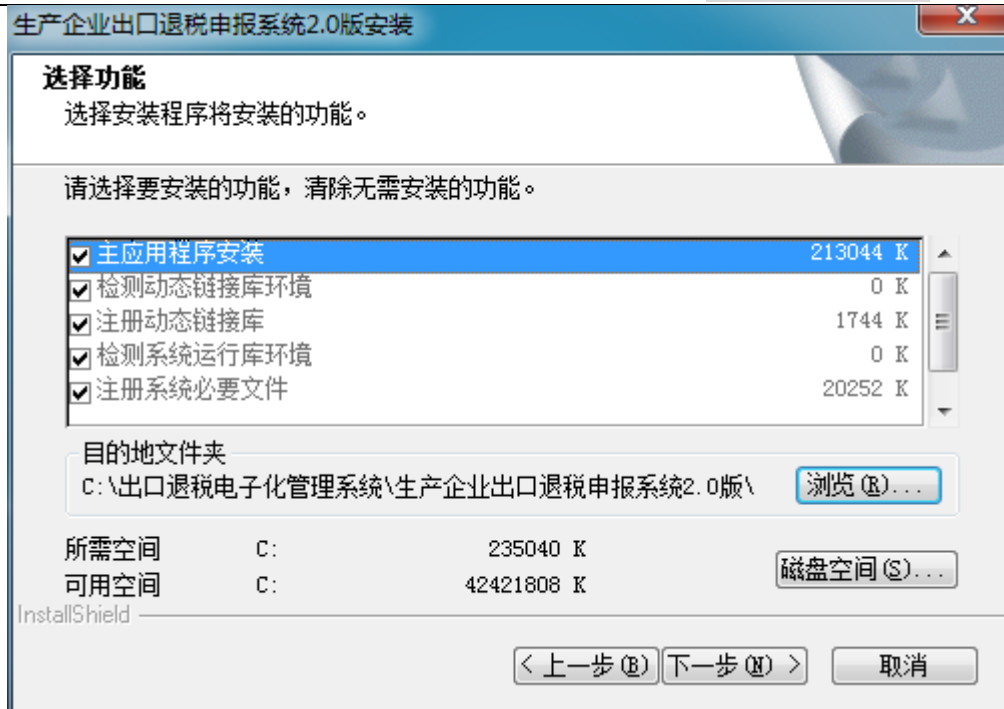 生产企业出口退税申报系统2.0版安装
选择功能
选择安装程序将安装的功能。
请选择要安装的功能，清除无需安装的功能。
主应用程序安装 213044 K
检测动态链接库环境 0 K
注册动态链接库 1744 K
检测系统运行库环境 0 K
注册系统必要文件 20252 K
目的地文件夹
C:\出口退税电子化管理系统\生产企业出口退税申报系统2.0版\
浏览(R)...
所需空间 C: 235040 K
可用空间 C: 42421808 K
磁盘空间(S)...
InstallShield
< 上一步(B) 下一步(N) > 取消